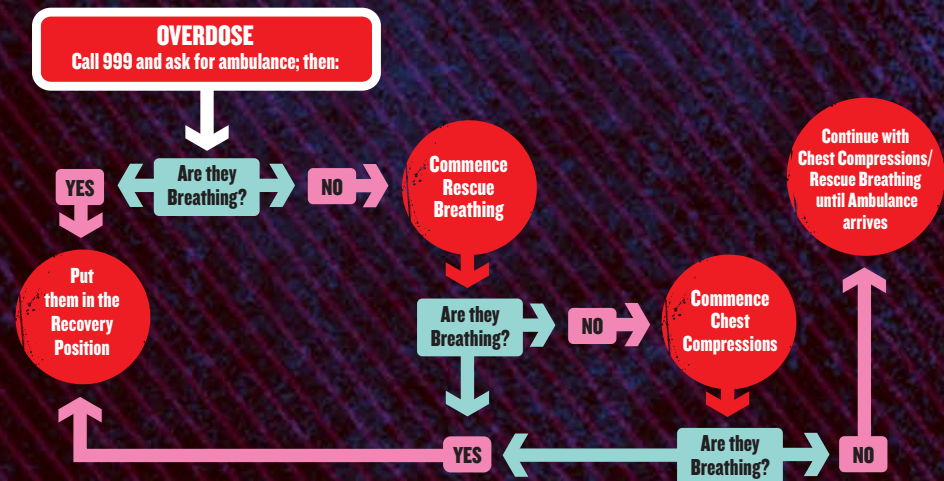 OVERDOSE
Call 999 and ask for ambulance; then:
Are they
Breathing?
YES
NO
Commence
Rescue
Breathing
Put
them in the
Recovery
Position
Are they
Breathing?
NO
Commence
Chest
Compressions
YES
Are they
Breathing?
NO
Continue with
Chest Compressions/
Rescue Breathing
until Ambulance
arrives